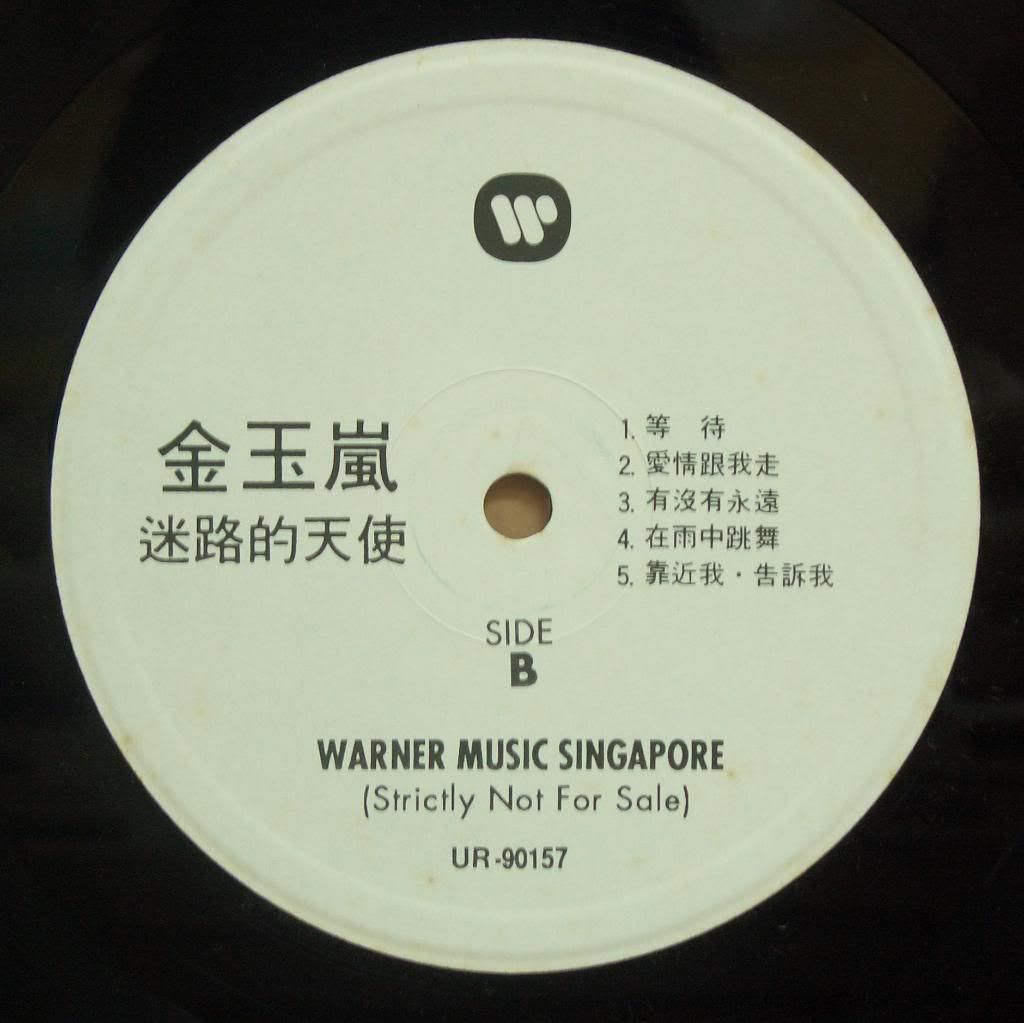 金玉嵐
迷路的天使
1. 等 待
2. 愛情跟我走
3. 有沒有永遠
4. 在雨中跳舞
5. 靠近我·告訴我
SIDE
B
WARNER MUSIC SINGAPORE
(Strictly Not For Sale)
UR-90157